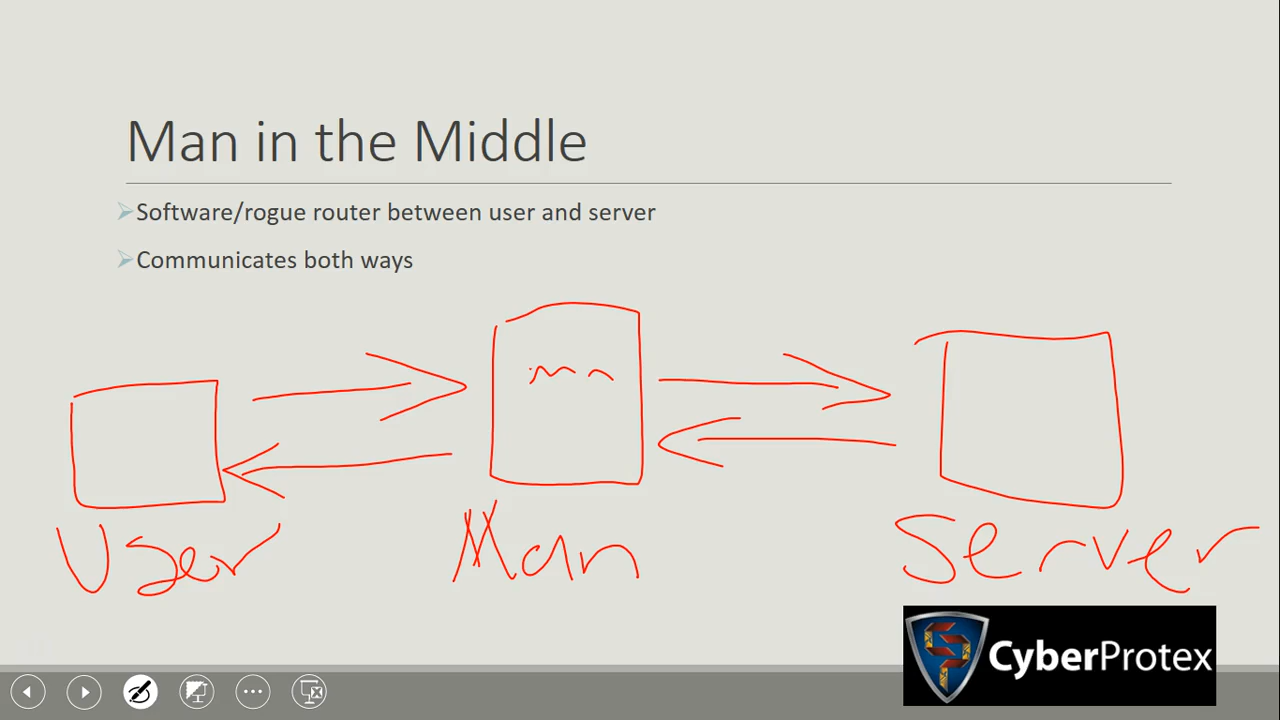 Man in the Middle
Software/rogue router between user and server
Communicates both ways
User
Man
Server
CyberProtex